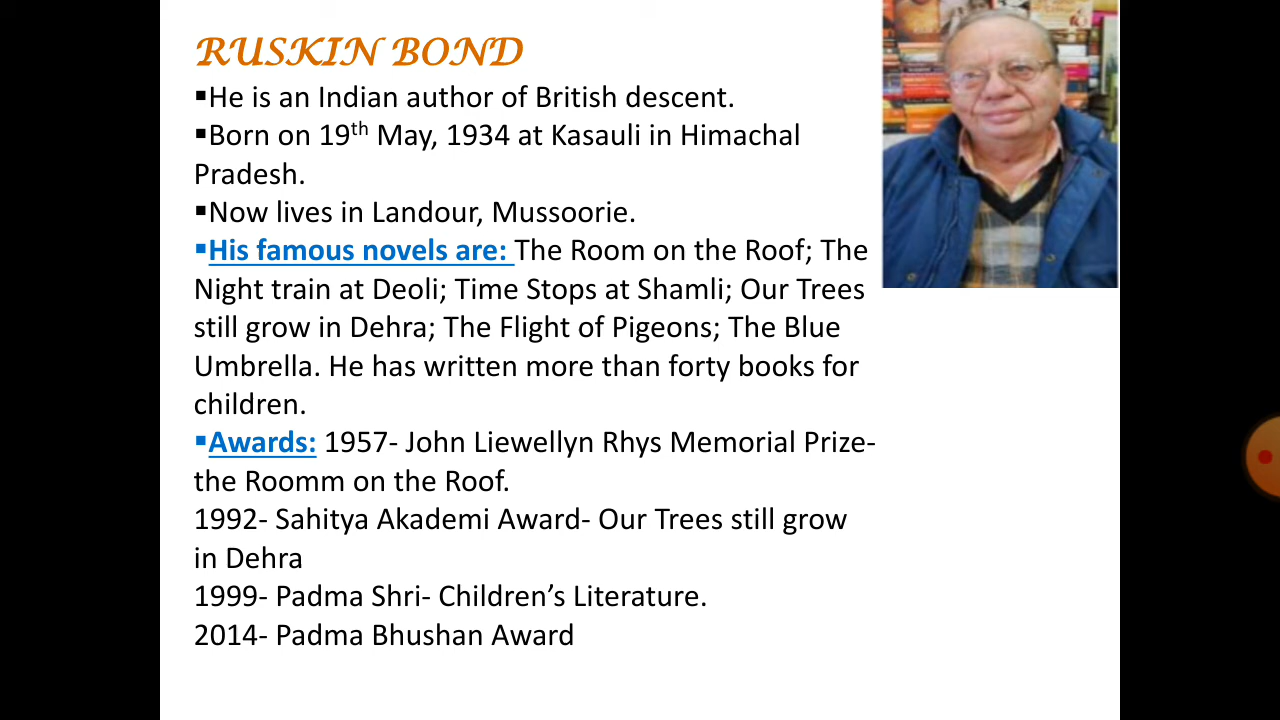 RUSKIN BOND
▪He is an Indian author of British descent.
▪Born on 19th May, 1934 at Kasauli in Himachal
Pradesh.
▪Now lives in Landour, Mussoorie.
▪His famous novels are: The Room on the Roof; The
Night train at Deoli; Time Stops at Shamli; Our Trees
still grow in Dehra; The Flight of Pigeons; The Blue
Umbrella. He has written more than forty books for
children.
▪Awards: 1957- John Liewellyn Rhys Memorial Prize-
the Roomm on the Roof.
1992- Sahitya Akademi Award- Our Trees still grow
in Dehra
1999- Padma Shri- Children’s Literature.
2014- Padma Bhushan Award